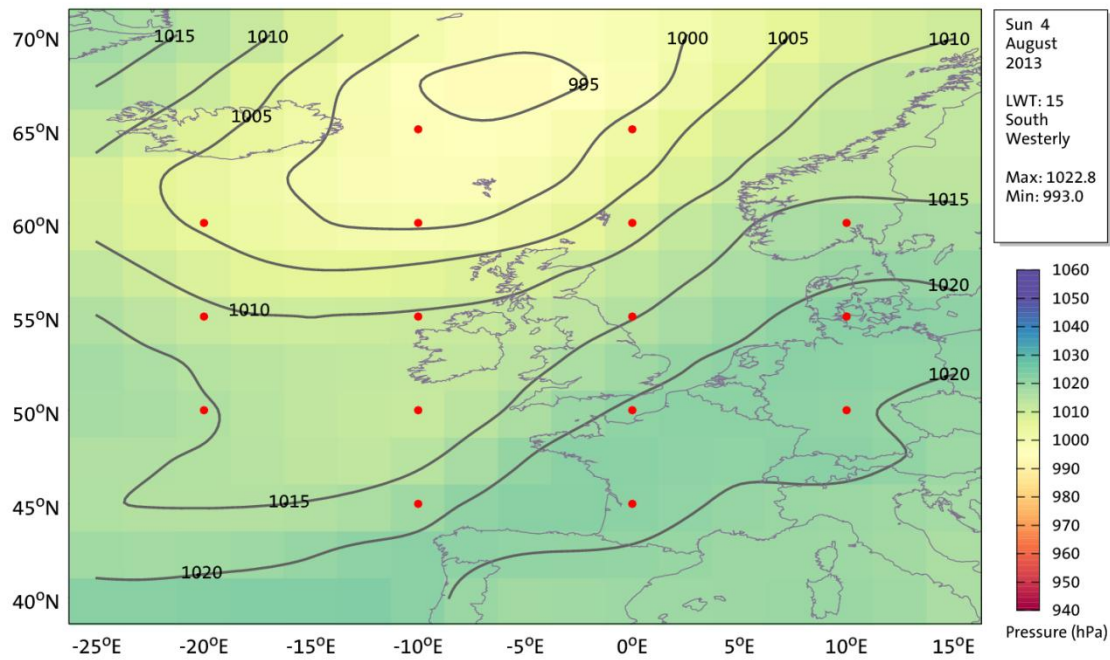 70°N
65°N
60°N
55°N
50°N
45°N
40°N
-25°E -20°E -15°E -10°E -5°E 0°E 5°E 10°E 15°E
1015 1010 1000 1005 1010
995
1005
1015
1020
1010
1020
1015
1020
Sun 4
August
2013
LWT: 15
South
Westerly
Max: 1022.8
Min: 993.0
1060
1050
1040
1030
1020
1010
1000
990
980
970
960
950
940
Pressure (hPa)